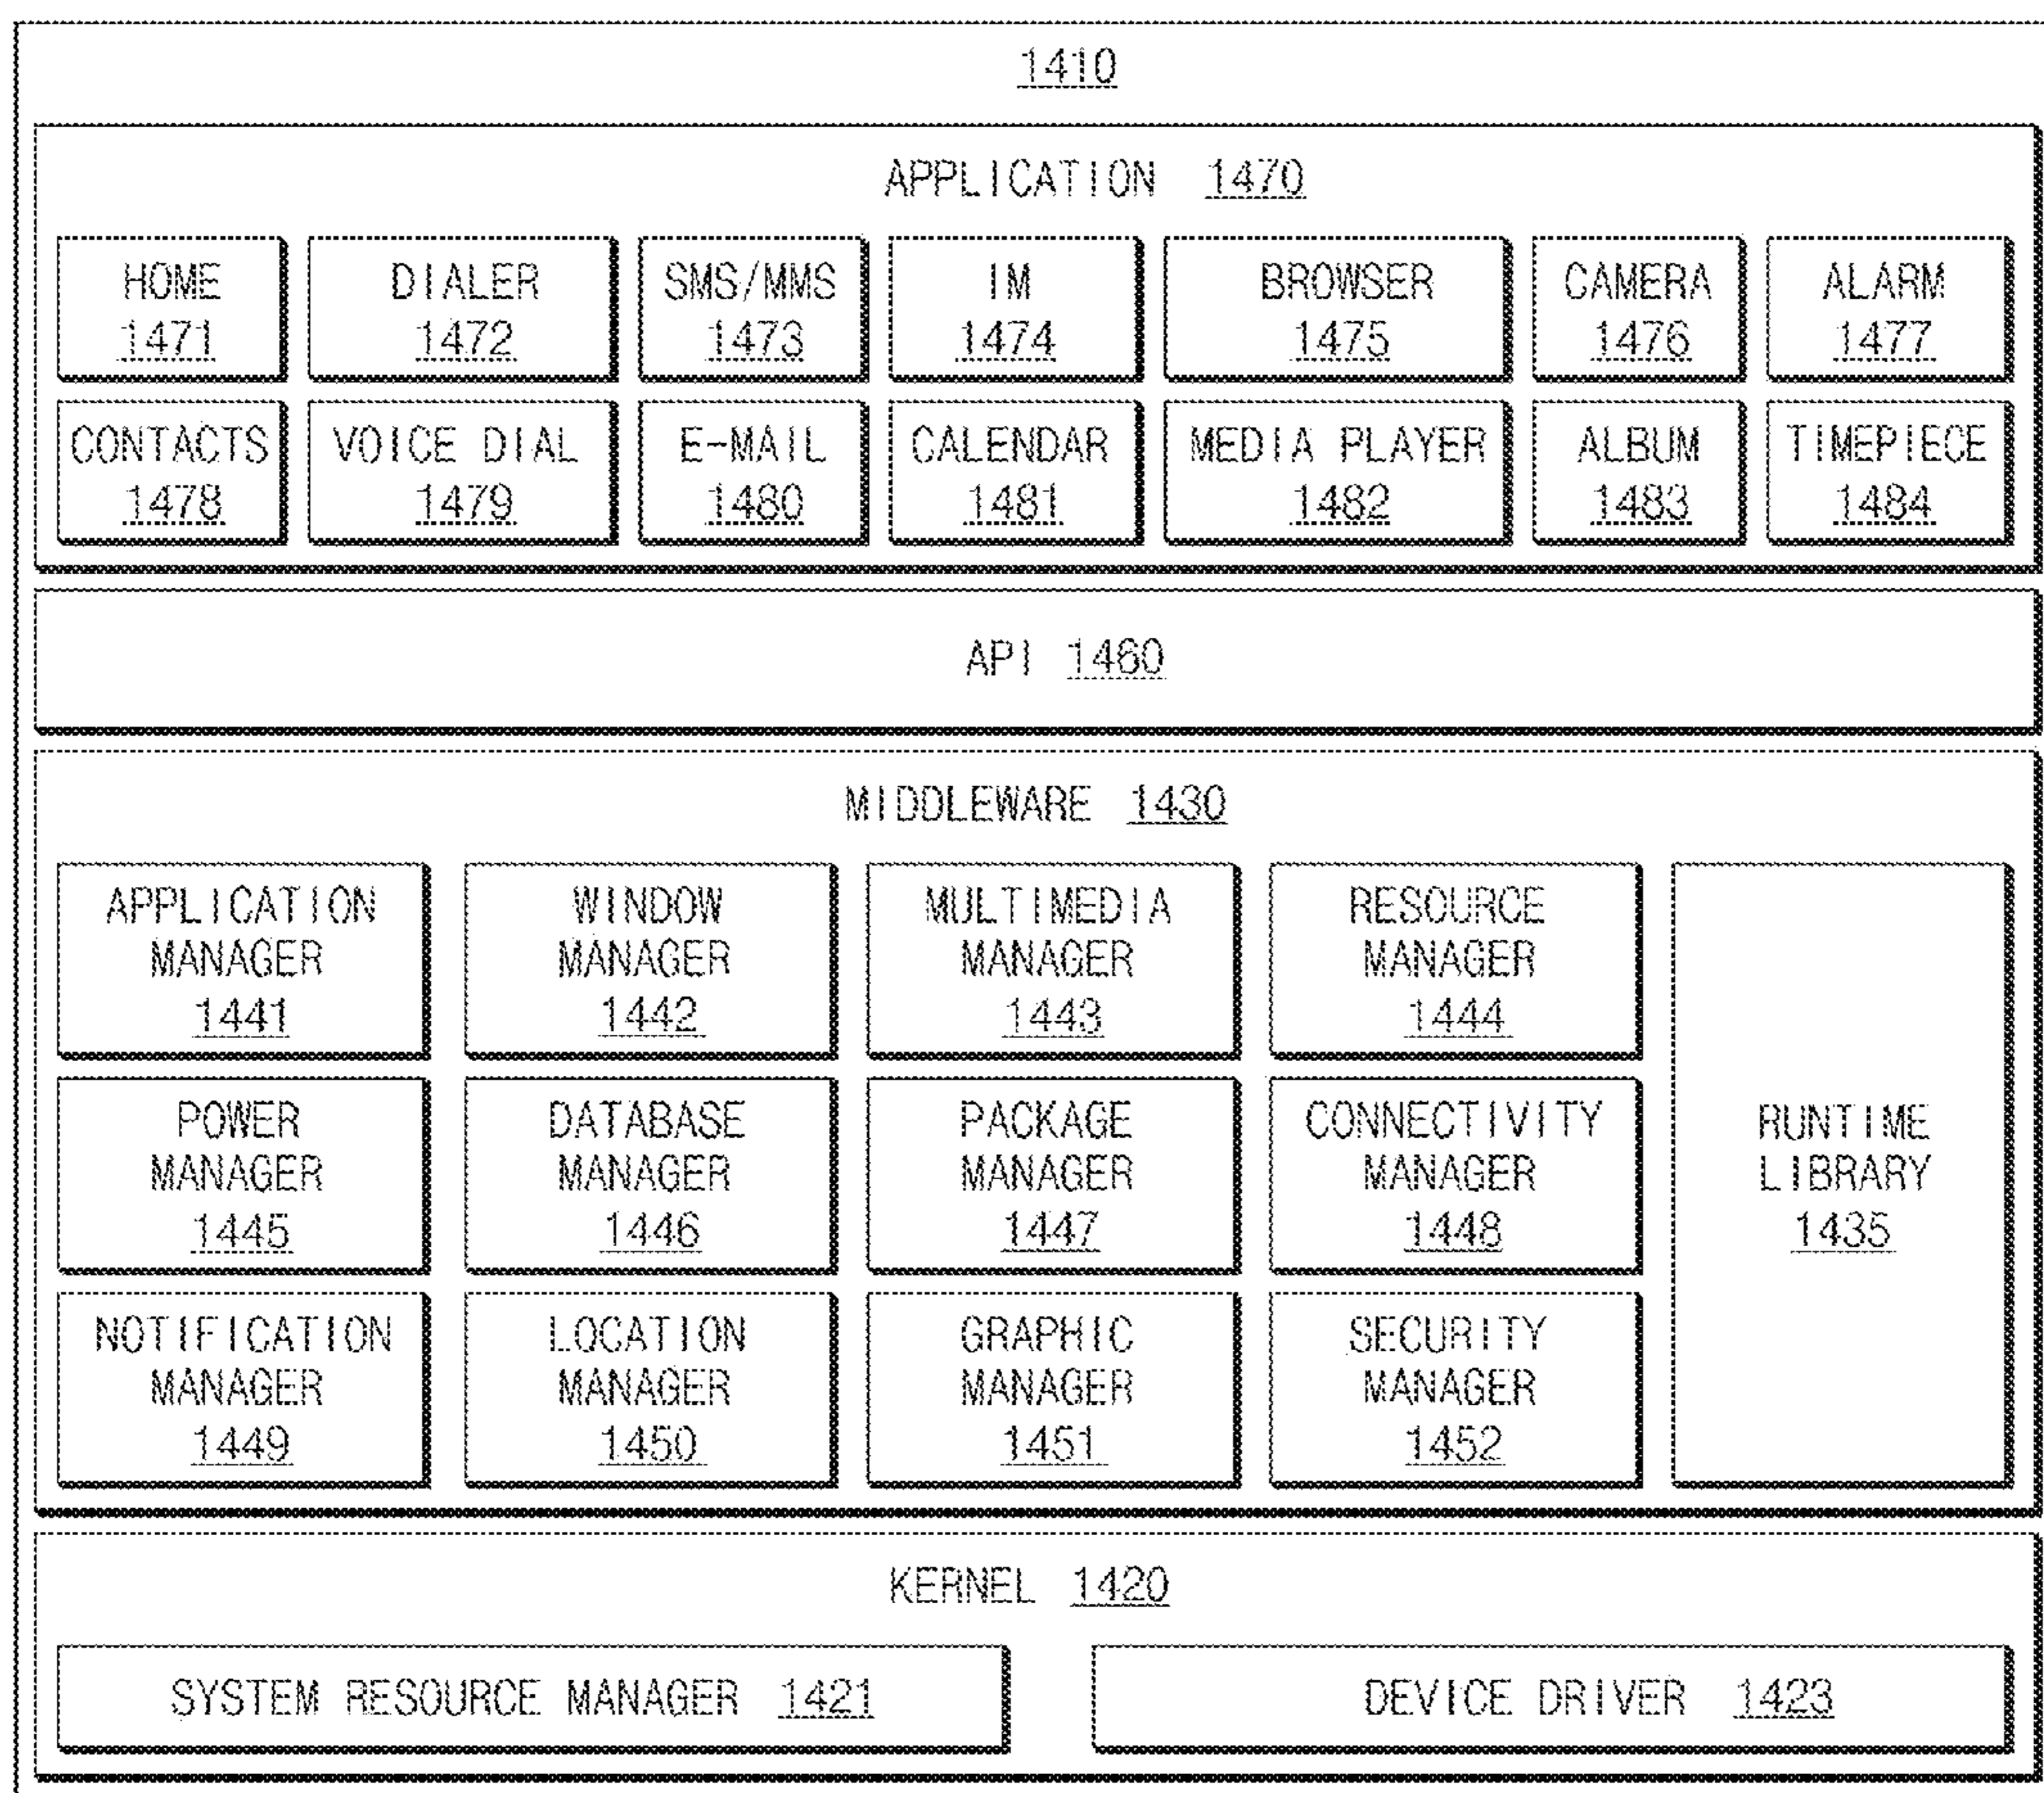 1410
APPLICATION 1470
HOME
1471
DIALER
1472
SMS/MMS
1473
IM
1474
BROWSER
1475
CAMERA
1476
ALARM
1477
CONTACTS
1478
VOICE DIAL
1479
E-MAIL
1480
CALENDAR
1481
MEDIA PLAYER
1482
ALBUM
1483
TIMEPIECE
1484
API 1460
MIDDLEWARE 1430
APPLICATION
MANAGER
1441
WINDOW
MANAGER
1442
MULTIMEDIA
MANAGER
1443
RESOURCE
MANAGER
1444
POWER
MANAGER
1445
DATABASE
MANAGER
1446
PACKAGE
MANAGER
1447
CONNECTIVITY
MANAGER
1448
NOTIFICATION
MANAGER
1449
LOCATION
MANAGER
1450
GRAPHIC
MANAGER
1451
SECURITY
MANAGER
1452
RUNTIME
LIBRARY
1435
KERNEL 1420
SYSTEM RESOURCE MANAGER 1421
DEVICE DRIVER 1423